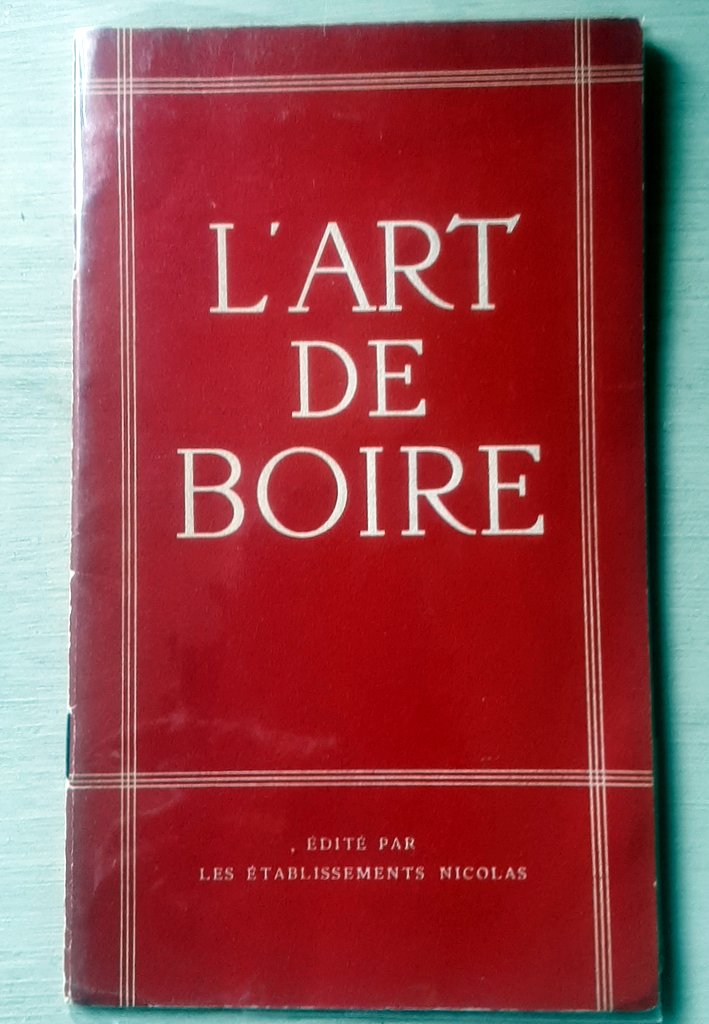 L'ART
DE
BOIRE
ÉDITÉ PAR
LES ÉTABLISSEMENTS NICOLAS